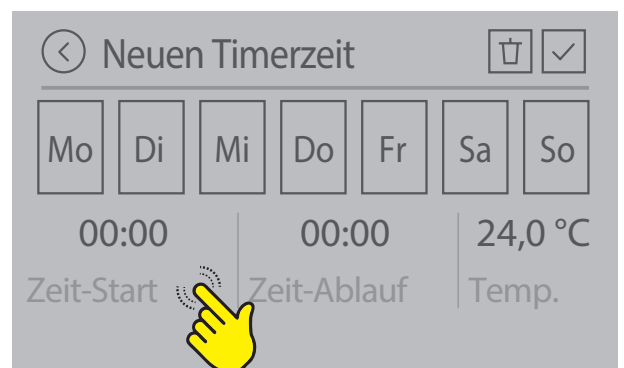 Neuen Timerzeit
Mo Di Mi Do Fr Sa So
00:00 00:00 24,0 °C
Zeit-Start Zeit-Ablauf Temp.